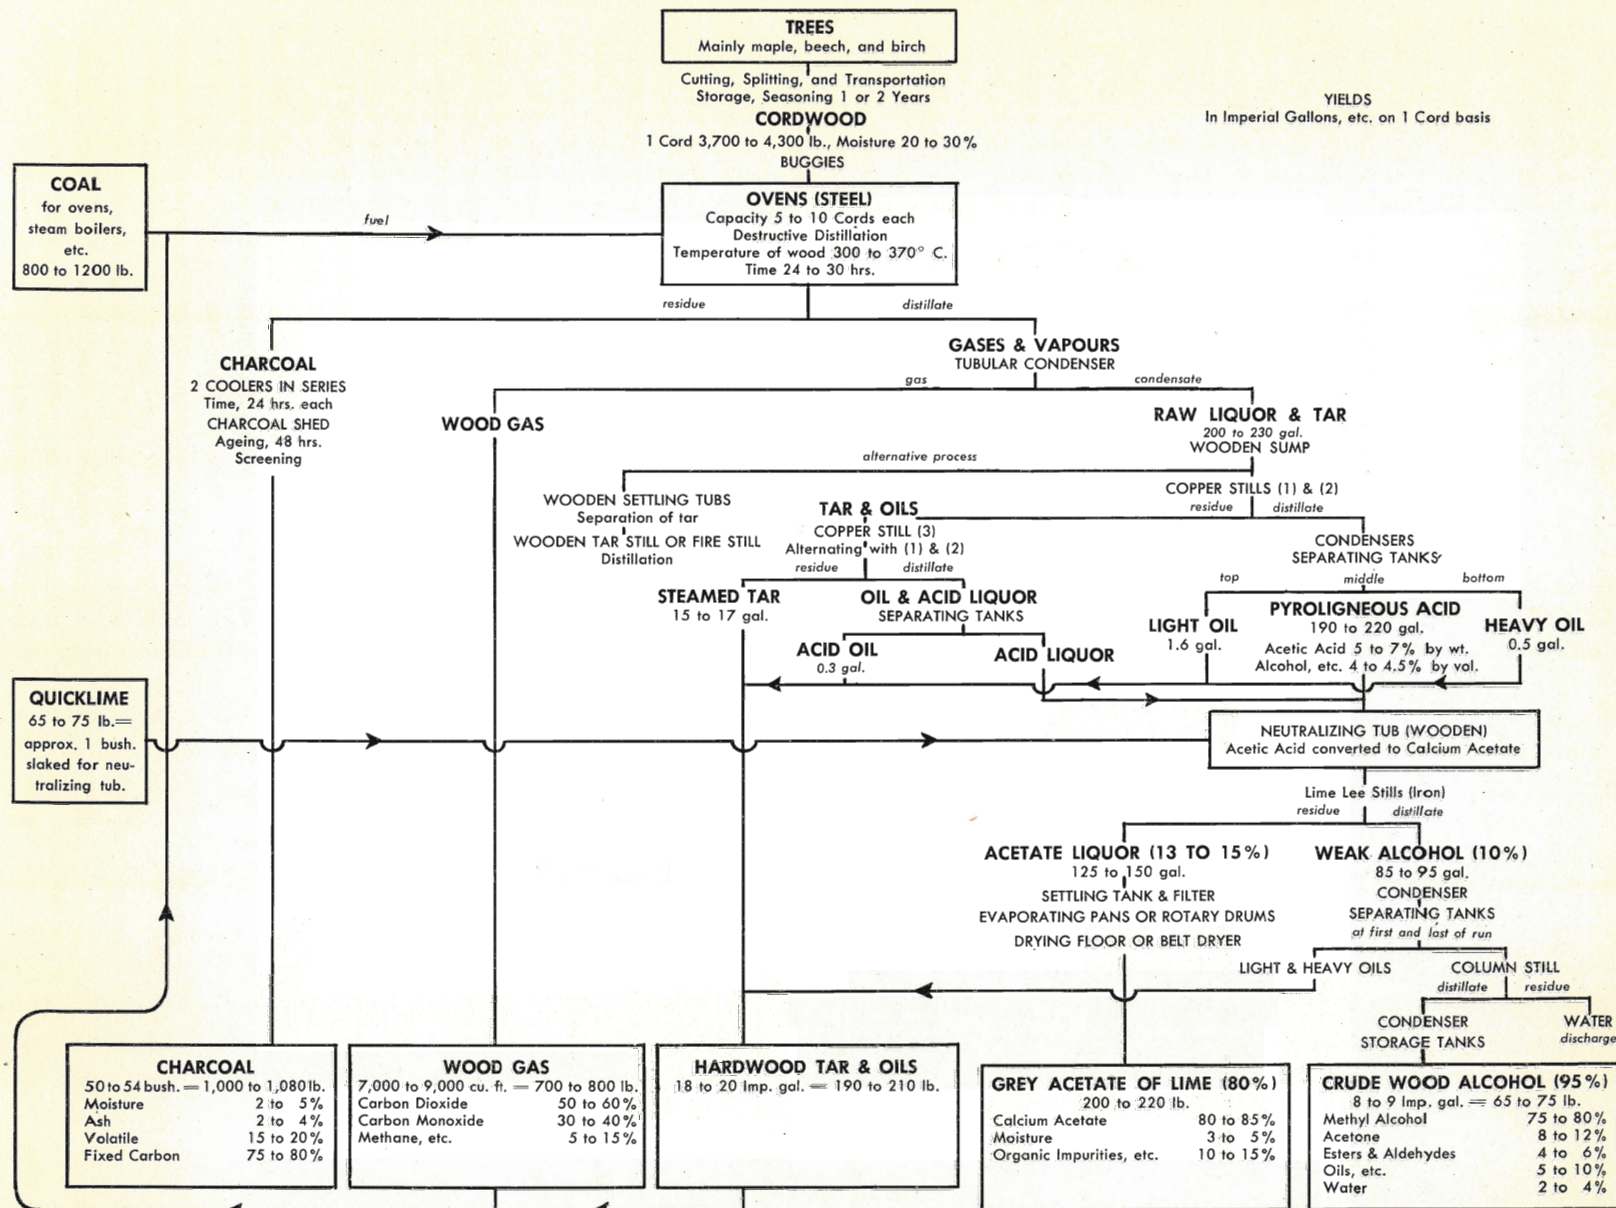 TREES
Mainly maple, beech, and birch
Cutting, Splitting, and Transportation
Storage, Seasoning 1 or 2 Years
CORDWOOD
1 Cord 3,700 to 4,300 lb., Moisture 20 to 30%
BUGGIES
YIELDS
In Imperial Gallons, etc. on 1 Cord basis
COAL
for ovens,
steam boilers,
etc.
800 to 1200 lb.
fuel
OVENS (STEEL)
Capacity 5 to 10 Cords each
Destructive Distillation
Temperature of wood 300 to 370° C.
Time 24 to 30 hrs.
residue
distillate
CHARCOAL
2 COOLERS IN SERIES
Time, 24 hrs. each
CHARCOAL SHED
Ageing, 48 hrs.
Screening
GASES & VAPOURS
TUBULAR CONDENSER
gas
condensate
WOOD GAS
RAW LIQUOR & TAR
200 to 230 gal.
WOODEN SUMP
alternative process
WOODEN SETTLING TUBS
Separation of tar
WOODEN TAR STILL OR FIRE STILL
Distillation
COPPER STILLS (1) & (2)
residue
distillate
TAR & OILS
COPPER STILL (3)
Alternating with (1) & (2)
residue
distillate
CONDENSERS
SEPARATING TANKS
top
middle
bottom
STEAMED TAR
15 to 17 gal.
OIL & ACID LIQUOR
SEPARATING TANKS
ACID OIL
0.3 gal.
ACID LIQUOR
LIGHT OIL
1.6 gal.
PYROLIGNEOUS ACID
190 to 220 gal.
Acetic Acid 5 to 7% by wt.
Alcohol, etc. 4 to 4.5% by vol.
HEAVY OIL
0.5 gal.
QUICKLIME
65 to 75 lb.=
approx. 1 bush.
slaked for neu-
tralizing tub.
NEUTRALIZING TUB (WOODEN)
Acetic Acid converted to Calcium Acetate
Lime Lee Stills (Iron)
residue
distillate
ACETATE LIQUOR (13 TO 15%)
125 to 150 gal.
SETTLING TANK & FILTER
EVAPORATING PANS OR ROTARY DRUMS
DRYING FLOOR OR BELT DRYER
WEAK ALCOHOL (10%)
85 to 95 gal.
CONDENSER
SEPARATING TANKS
at first and last of run
LIGHT & HEAVY OILS
COLUMN STILL
distillate
residue
CONDENSER
STORAGE TANKS
WATER
discharge
CHARCOAL
50 to 54 bush. = 1,000 to 1,080 lb.
Moisture 2 to 5%
Ash 2 to 4%
Volatile 15 to 20%
Fixed Carbon 75 to 80%
WOOD GAS
7,000 to 9,000 cu. ft. = 700 to 800 lb.
Carbon Dioxide 50 to 60%
Carbon Monoxide 30 to 40%
Methane, etc. 5 to 15%
HARDWOOD TAR & OILS
18 to 20 Imp. gal. = 190 to 210 lb.
GREY ACETATE OF LIME (80%)
200 to 220 lb.
Calcium Acetate 80 to 85%
Moisture 3 to 5%
Organic Impurities, etc. 10 to 15%
CRUDE WOOD ALCOHOL (95%)
8 to 9 Imp. gal. = 65 to 75 lb.
Methyl Alcohol 75 to 80%
Acetone 8 to 12%
Esters & Aldehydes 4 to 6%
Oils, etc. 5 to 10%
Water 2 to 4%